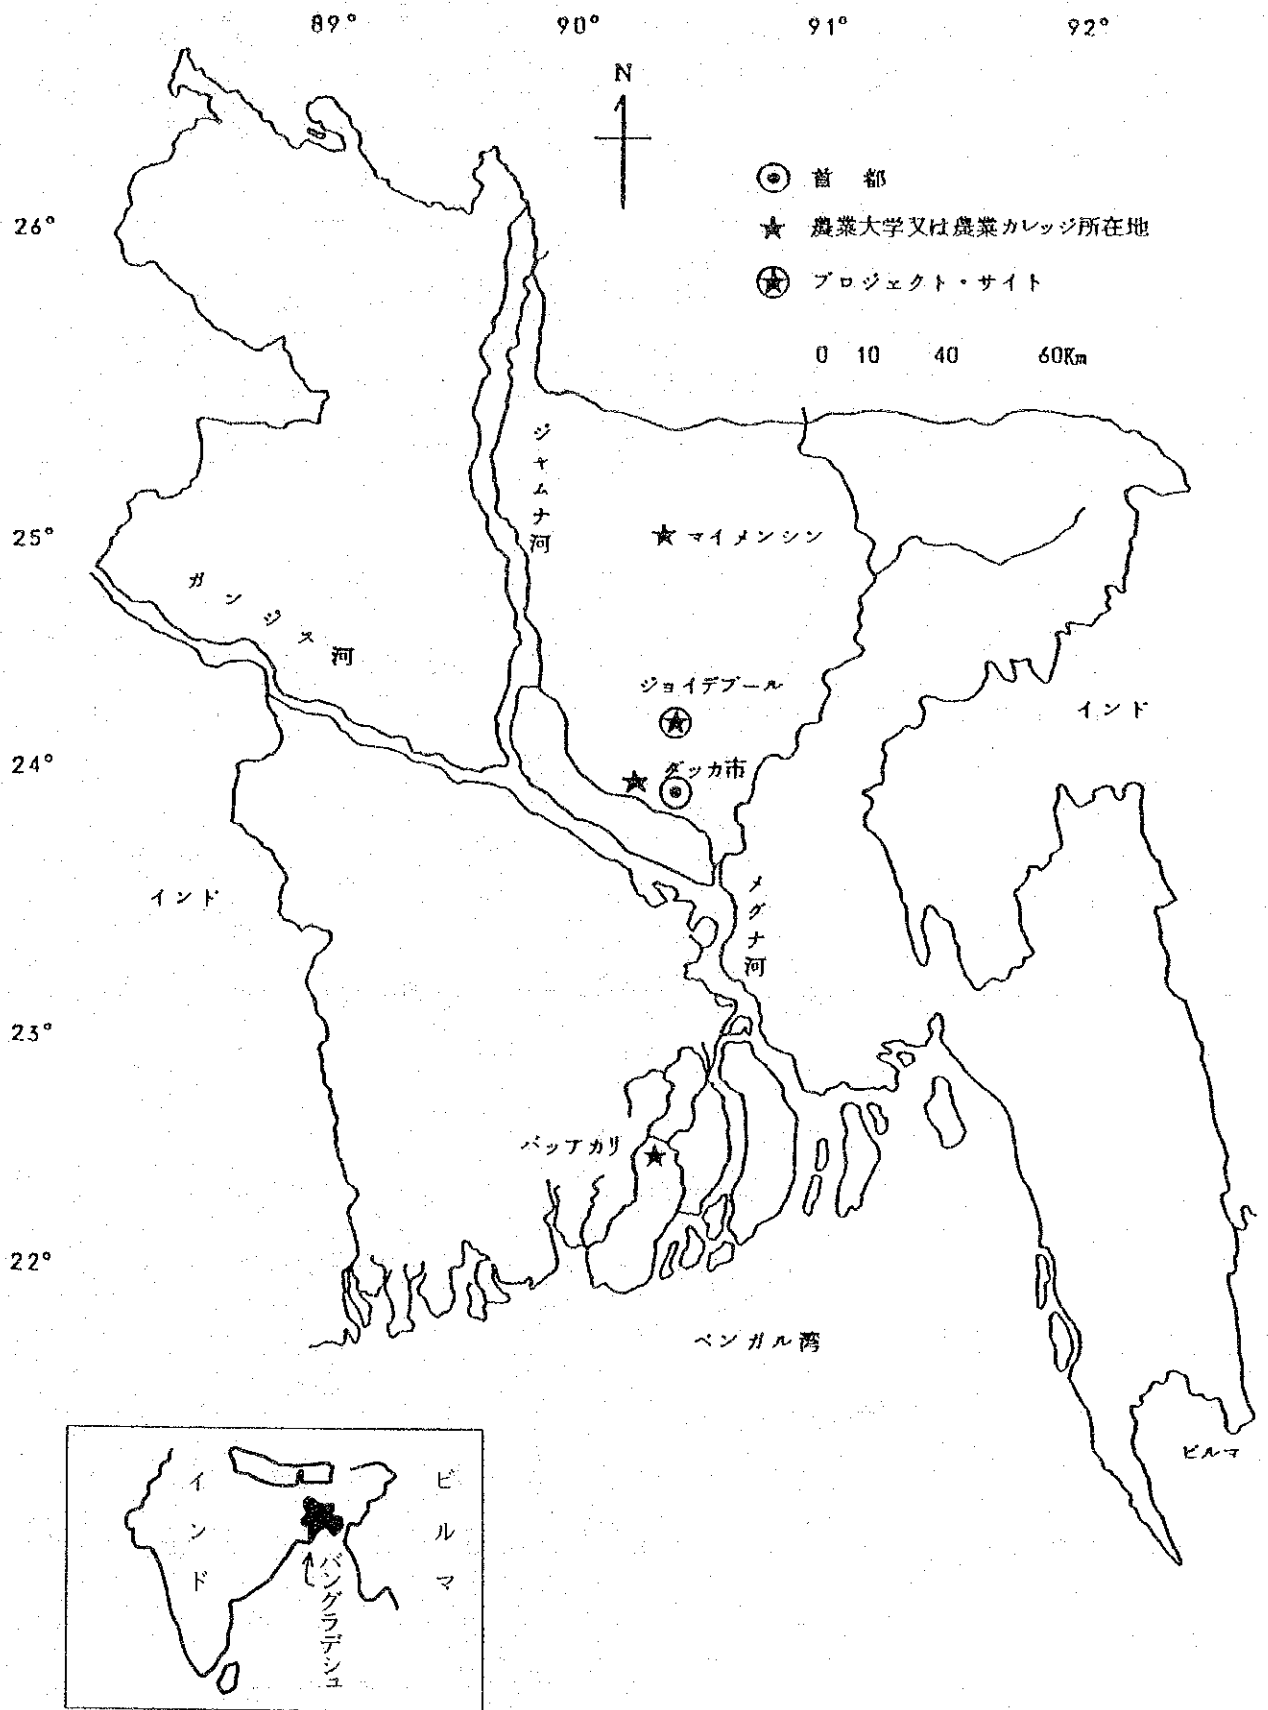 89° 90° 91° 92°
N
首都
26°
農業大学又は農業カレッジ所在地
プロジェクト・サイト
0 10 40 60Km
ジャムナ河
25°
マイメンシン
ガンジス河
ジョイデプール
インド
24°
ダッカ市
インド
メグナ河
23°
パッアカリ
22°
ベンガル湾
ビルマ
インド
ビルマ
バングラデシュ